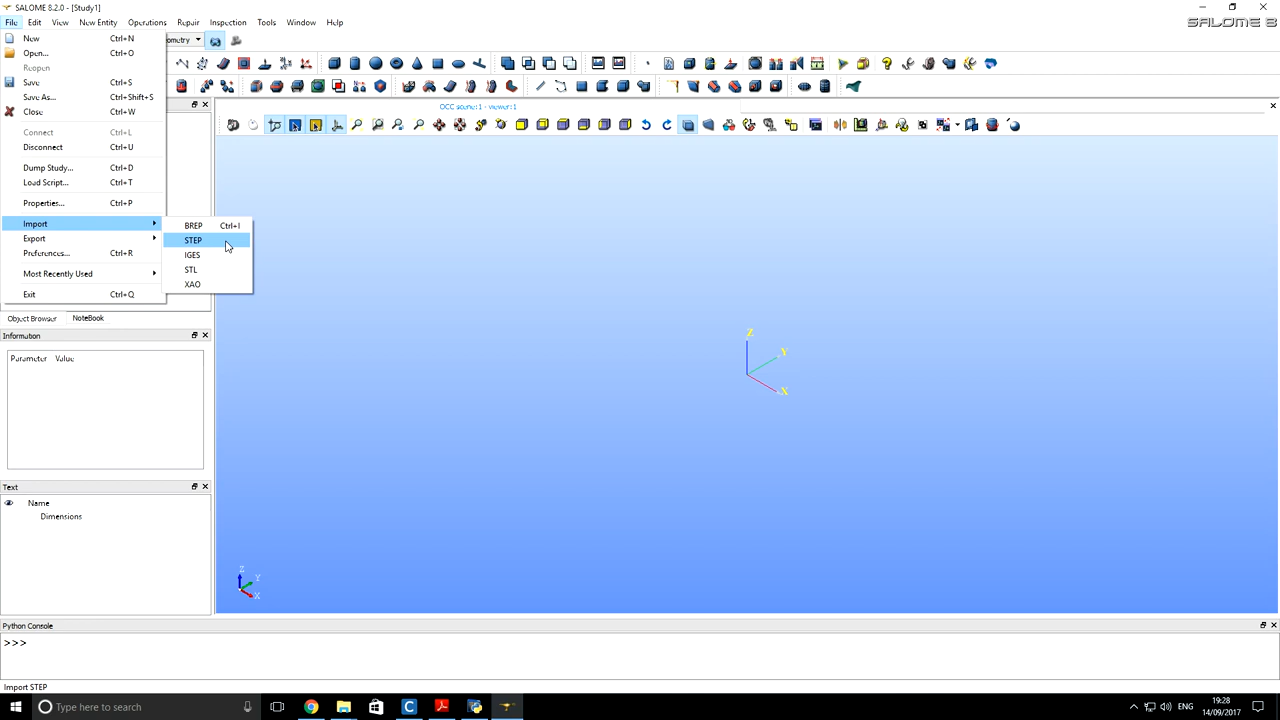 SALOME 8.2.0 - [Study1]
File Edit View New Entity Operations Repair Inspection Tools Window Help
SALOME 8
New Ctrl+N
Open... Ctrl+O
Reopen
Save Ctrl+S
Save As... Ctrl+Shift+S
Close Ctrl+W
Connect Ctrl+L
Disconnect Ctrl+U
Dump Study... Ctrl+D
Load Script... Ctrl+T
Properties... Ctrl+P
Import
Export
Preferences... Ctrl+R
Most Recently Used
Exit Ctrl+Q
BREP Ctrl+I
STEP
IGES
STL
XAO
OCC scene:1 - viewer:1
Object Browser NoteBook
Information
Parameter Value
Text
Name
Dimensions
Z
Y
X
Z
Y
X
Python Console
>>>
Import STEP
Type here to search
ENG
19:28
14/09/2017